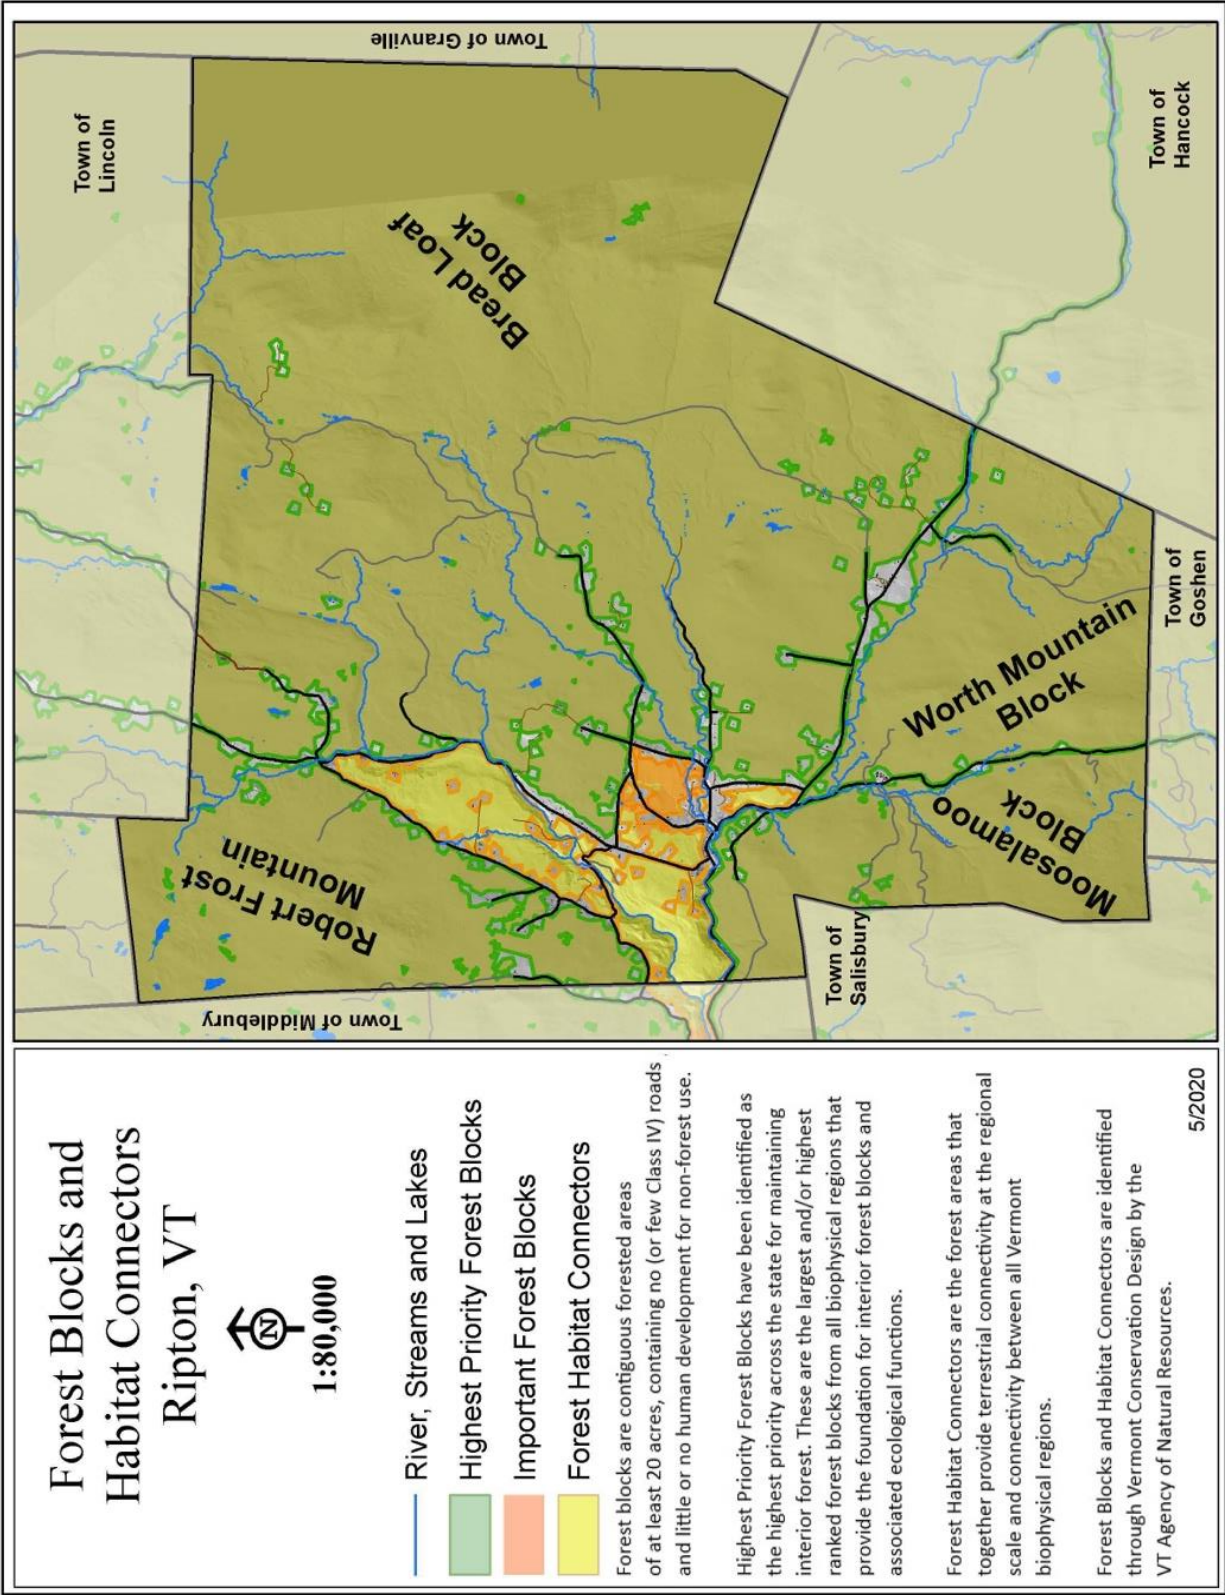 Forest Blocks and
Habitat Connectors
Ripton, VT
N
1:80,000
River, Streams and Lakes
Highest Priority Forest Blocks
Important Forest Blocks
Forest Habitat Connectors
Forest blocks are contiguous forested areas
of at least 20 acres, containing no (or few Class IV) roads
and little or no human development for non-forest use.
Highest Priority Forest Blocks have been identified as
the highest priority across the state for maintaining
interior forest. These are the largest and/or highest
ranked forest blocks from all biophysical regions that
provide the foundation for interior forest blocks and
associated ecological functions.
Forest Habitat Connectors are the forest areas that
together provide terrestrial connectivity at the regional
scale and connectivity between all Vermont
biophysical regions.
Forest Blocks and Habitat Connectors are identified
through Vermont Conservation Design by the
VT Agency of Natural Resources.
5/2020
Town of
Lincoln
Town of Granville
Town of
Hancock
Town of
Goshen
Town of
Salisbury
Town of Middlebury
Bread Loaf
Block
Robert Frost
Mountain
Worth Mountain
Block
Moosalamoo
Block